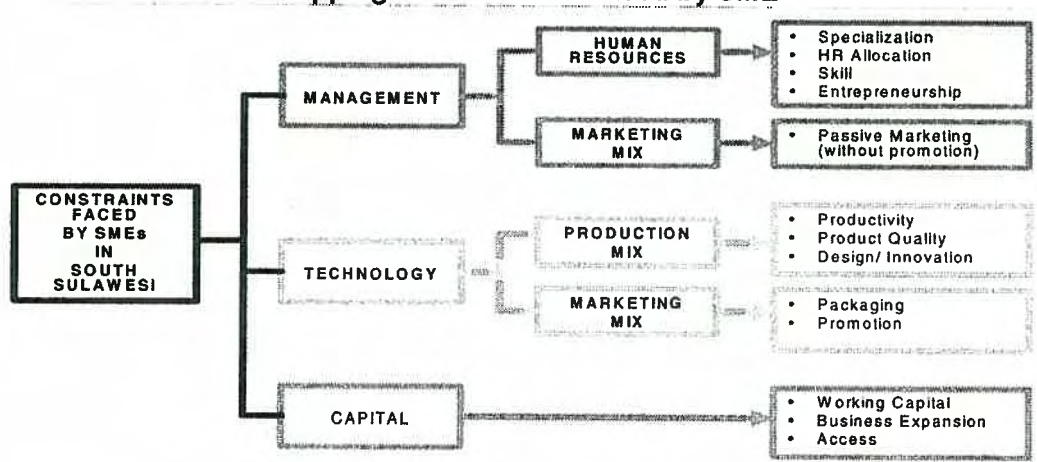 HUMAN
RESOURCES
• Specialization
• HR Allocation
• Skill
• Entrepreneurship
MANAGEMENT
MARKETING
MIX
• Passive Marketing
(without promotion)
CONSTRAINTS
FACED
BY SMEs
IN
SOUTH
SULAWESI
PRODUCTION
MIX
• Productivity
• Product Quality
• Design/ Innovation
TECHNOLOGY
MARKETING
MIX
• Packaging
• Promotion
CAPITAL
• Working Capital
• Business Expansion
• Access